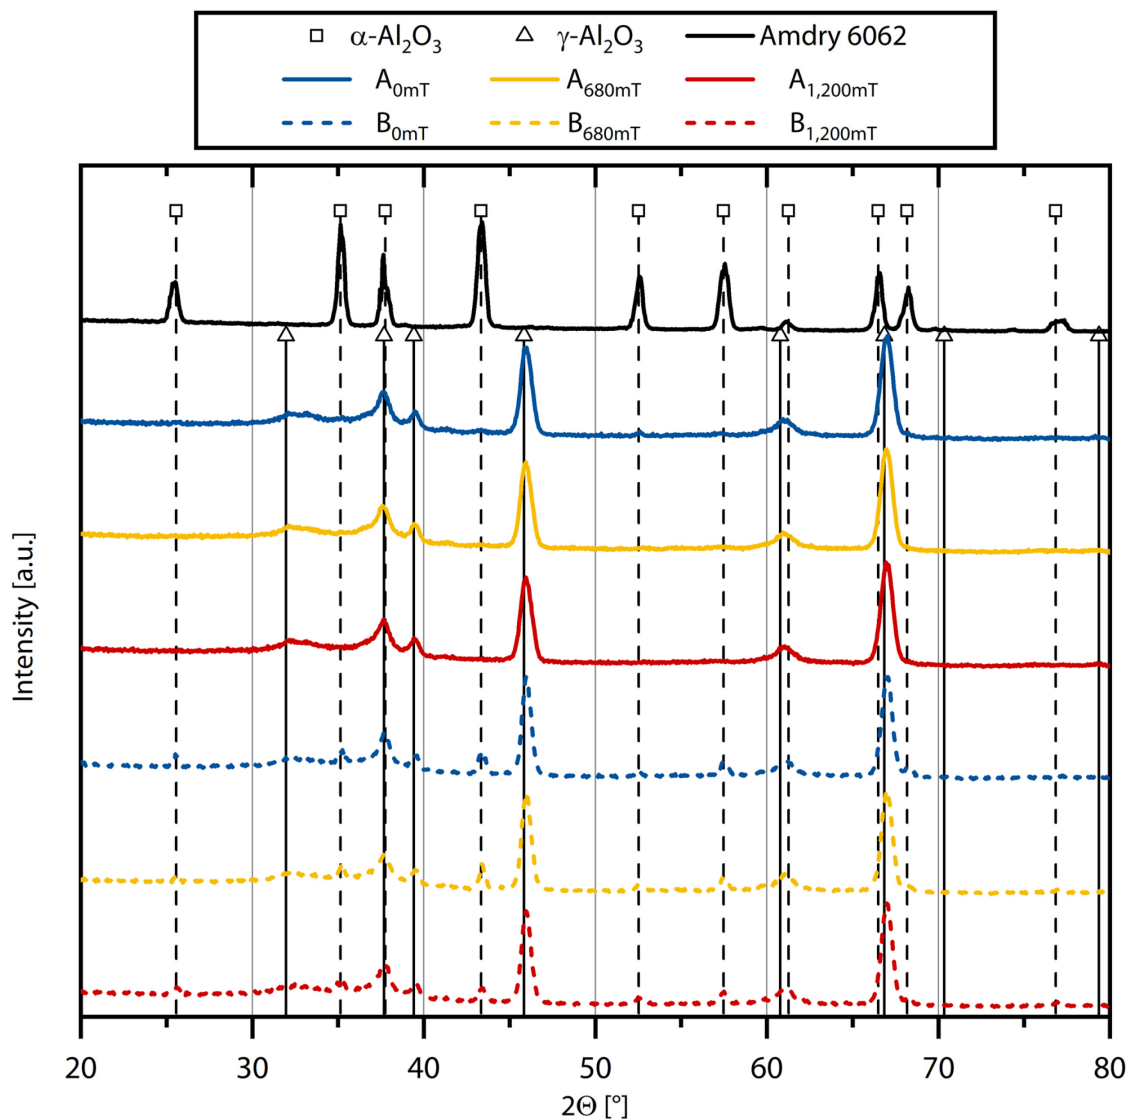 α-Al₂O₃ γ-Al₂O₃ Amdry 6062
A₀mT A₆₈₀mT A₁,₂₀₀mT
B₀mT B₆₈₀mT B₁,₂₀₀mT
Intensity [a.u.]
20 30 40 50 60 70 80
2Θ [°]